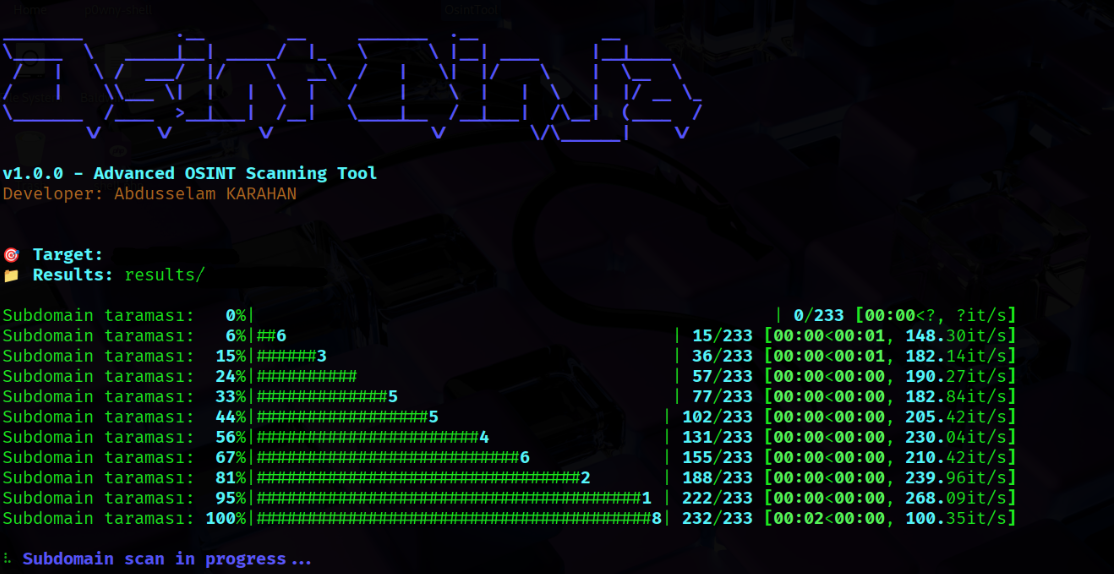 Osint Ninja
v1.0.0 - Advanced OSINT Scanning Tool
Developer: Abdusselam KARAHAN
🎯 Target:
📁 Results: results/
Subdomain taraması:   0%|                                                   | 0/233 [00:00<?, ?it/s]
Subdomain taraması:   6%|##6                                      | 15/233 [00:00<00:01, 148.30it/s]
Subdomain taraması:  15%|######3                                  | 36/233 [00:00<00:01, 182.14it/s]
Subdomain taraması:  24%|##########                               | 57/233 [00:00<00:00, 190.27it/s]
Subdomain taraması:  33%|#############5                           | 77/233 [00:00<00:00, 182.84it/s]
Subdomain taraması:  44%|#################5                      | 102/233 [00:00<00:00, 205.42it/s]
Subdomain taraması:  56%|######################4                 | 131/233 [00:00<00:00, 230.04it/s]
Subdomain taraması:  67%|##########################6             | 155/233 [00:00<00:00, 210.42it/s]
Subdomain taraması:  81%|################################2       | 188/233 [00:00<00:00, 239.96it/s]
Subdomain taraması:  95%|######################################1 | 222/233 [00:00<00:00, 268.09it/s]
Subdomain taraması: 100%|#######################################8| 232/233 [00:02<00:00, 100.35it/s]
Subdomain scan in progress...